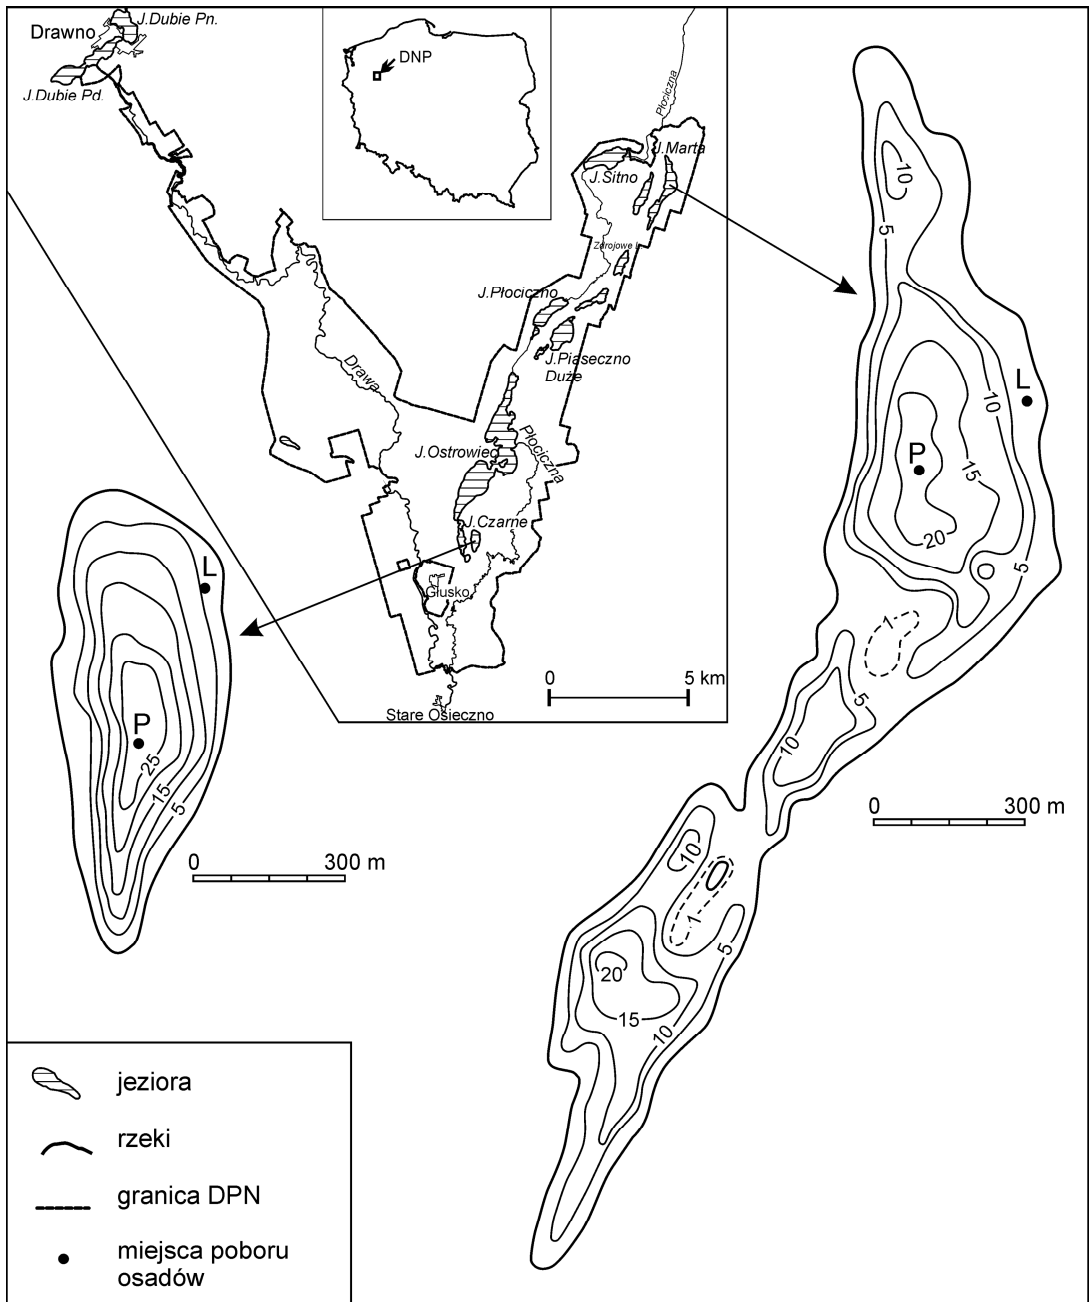 J.Dubie Pn.
Drawno
J.Dubie Pd.
DNP
Płociczna
J.Marta
J.Sitno
Zdrojowe L.
J.Płociczno
J.Piaseczno
Duże
Drawa
Płociczna
J.Ostrowiec
J.Czarne
Głusko
0 5 km
Stare Osieczno
10
5
L
10
P
15
20
5
1
5
10
0 300 m
10
1
5
20
15
10
L
P
25
15
5
0 300 m
jeziora
rzeki
granica DPN
miejsca poboru
osadów